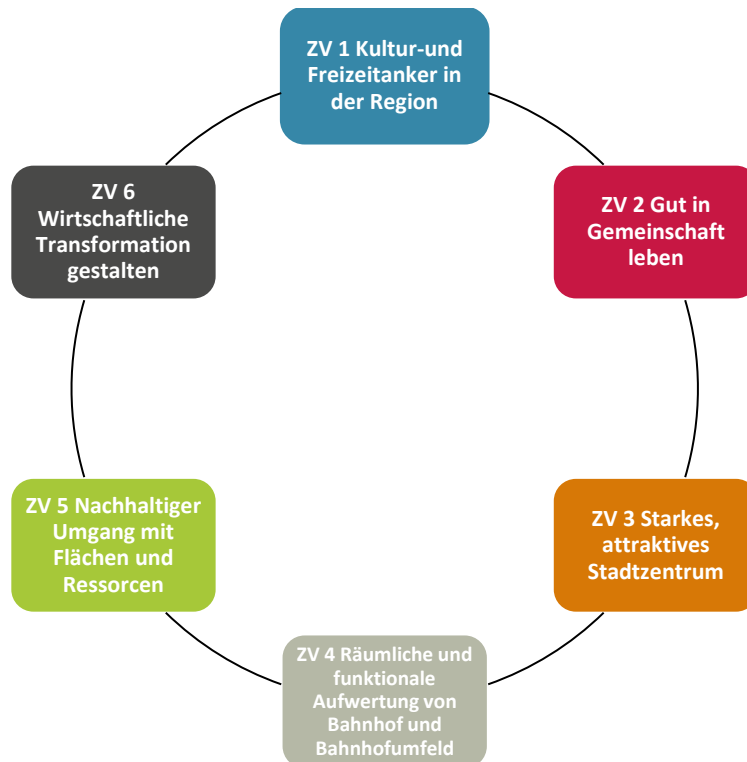 ZV 1 Kultur-und
Freizeitanker in
der Region
ZV 2 Gut in
Gemeinschaft
leben
ZV 3 Starkes,
attraktives
Stadtzentrum
ZV 4 Räumliche und
funktionale
Aufwertung von
Bahnhof und
Bahnhofumfeld
ZV 5 Nachhaltiger
Umgang mit
Flächen und
Ressorcen
ZV 6
Wirtschaftliche
Transformation
gestalten